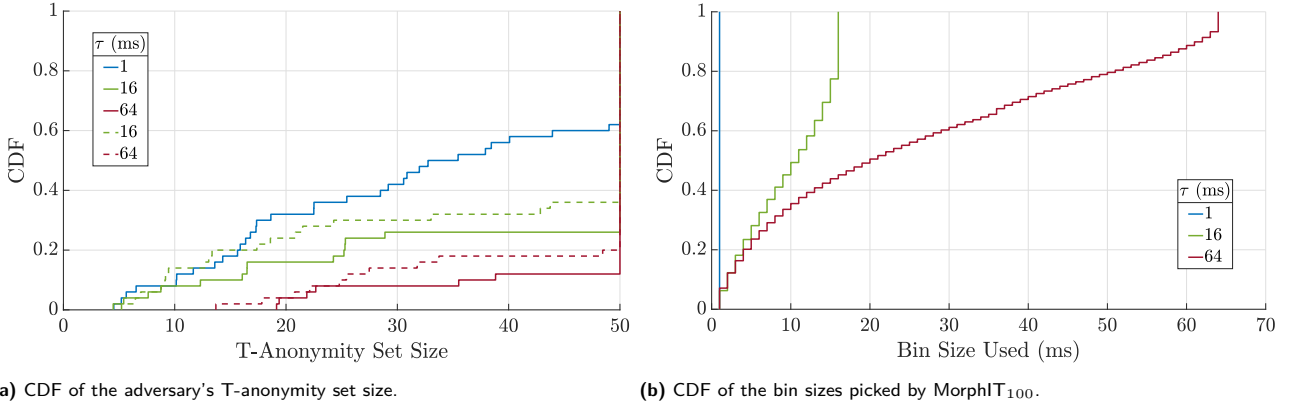 1
0.8
0.6
0.4
0.2
0
CDF
τ (ms)
1
16
64
16
64
0 10 20 30 40 50
T-Anonymity Set Size
a) CDF of the adversary's T-anonymity set size.
1
0.8
0.6
0.4
0.2
0
CDF
τ (ms)
1
16
64
0 10 20 30 40 50 60 70
Bin Size Used (ms)
(b) CDF of the bin sizes picked by MorphIT₁₀₀.